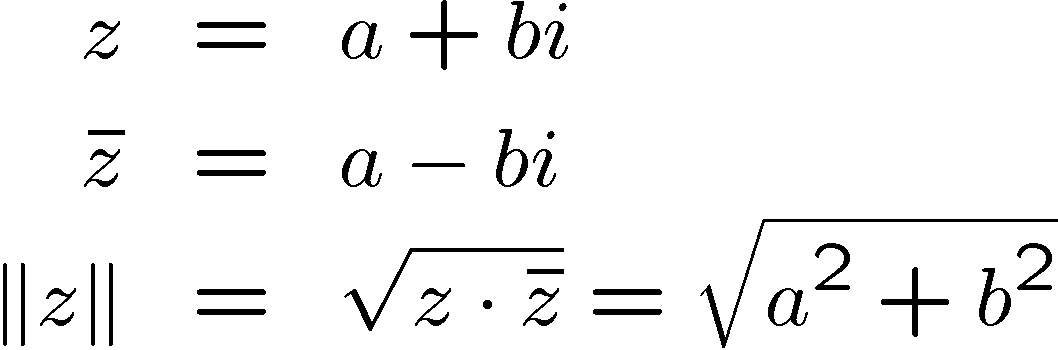 z = a + bi
z̅ = a − bi
‖z‖ = √(z · z̅) = √(a² + b²)